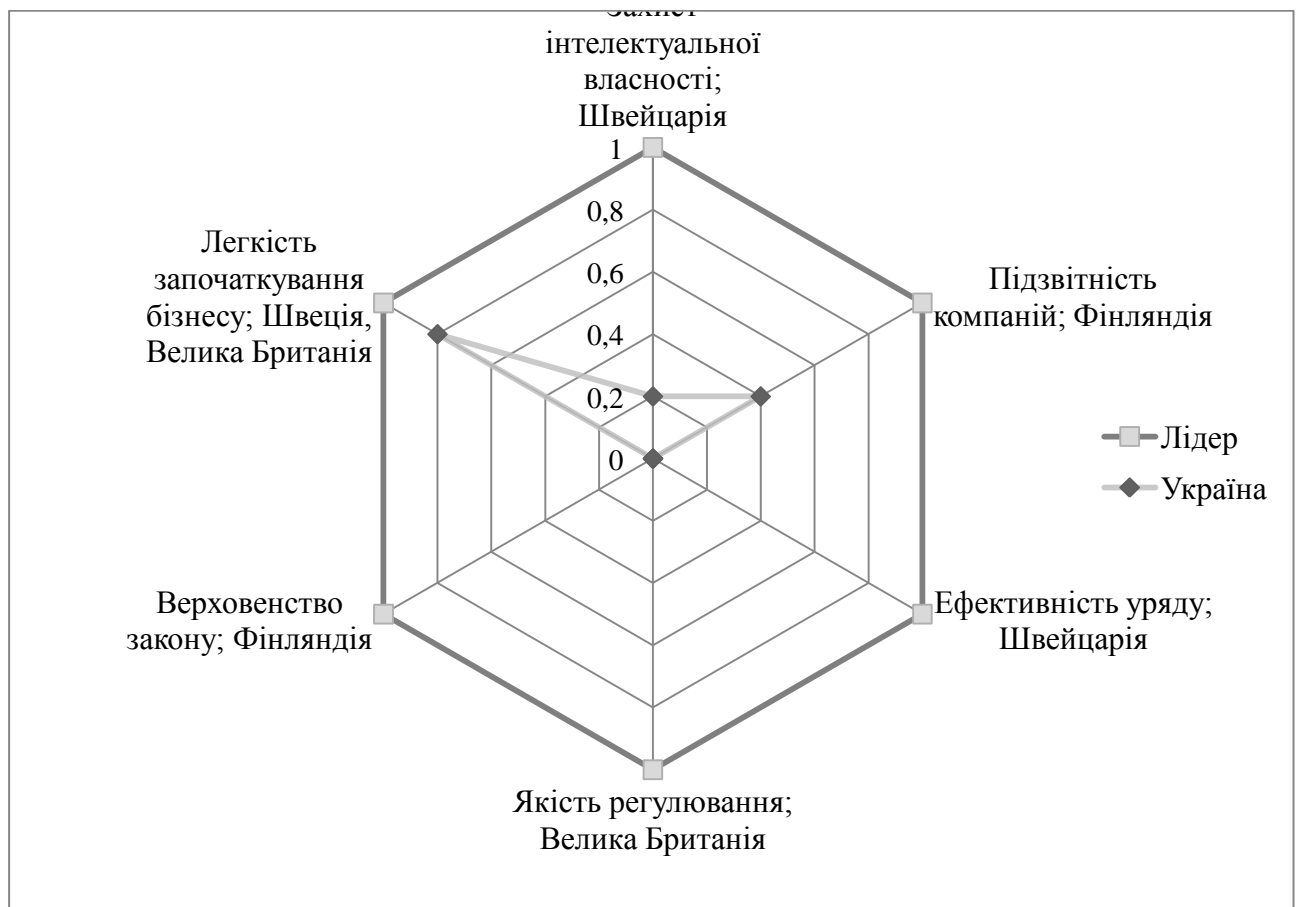 інтелектуальної
власності;
Швейцарія
1
0,8
0,6
0,4
0,2
0
Підзвітність
компаній; Фінляндія
Ефективність уряду;
Швейцарія
Якість регулювання;
Велика Британія
Верховенство
закону; Фінляндія
Легкість
започаткування
бізнесу; Швеція,
Велика Британія
Лідер
Україна